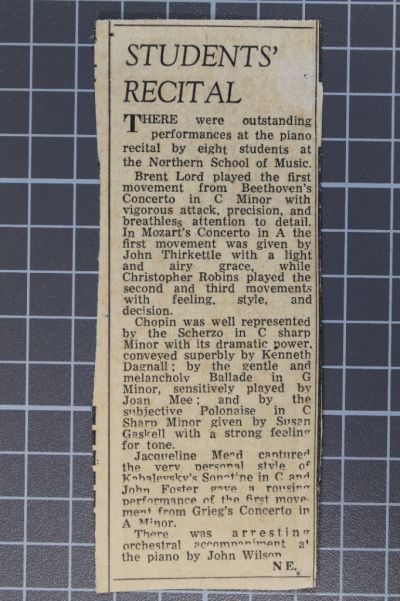 STUDENTS'
RECITAL
THERE were outstanding
performances at the piano
recital by eight students at
the Northern School of Music.
Brent Lord played the first
movement from Beethoven's
Concerto in C Minor with
vigorous attack, precision, and
breathless attention to detail.
In Mozart's Concerto in A the
first movement was given by
John Thirkettle with a light
and airy grace, while
Christopher Robins played the
second and third movements
with feeling, style, and
decision.
Chopin was well represented
by the Scherzo in C sharp
Minor with its dramatic power,
conveyed superbly by Kenneth
Dagnall; by the gentle and
melancholy Ballade in G
Minor, sensitively played by
Joan Mee; and by the
subjective Polonaise in C
Sharp Minor given by Susan
Gaskell with a strong feeling
for tone.
Jacqueline Mead captured
the very personal style of
Kabalevsky's Sonatine in C and
John Foster gave a rousing
performance of the first move-
ment from Grieg's Concerto in
A Minor.
There was arresting
orchestral accompaniment at
the piano by John Wilson.
N E.